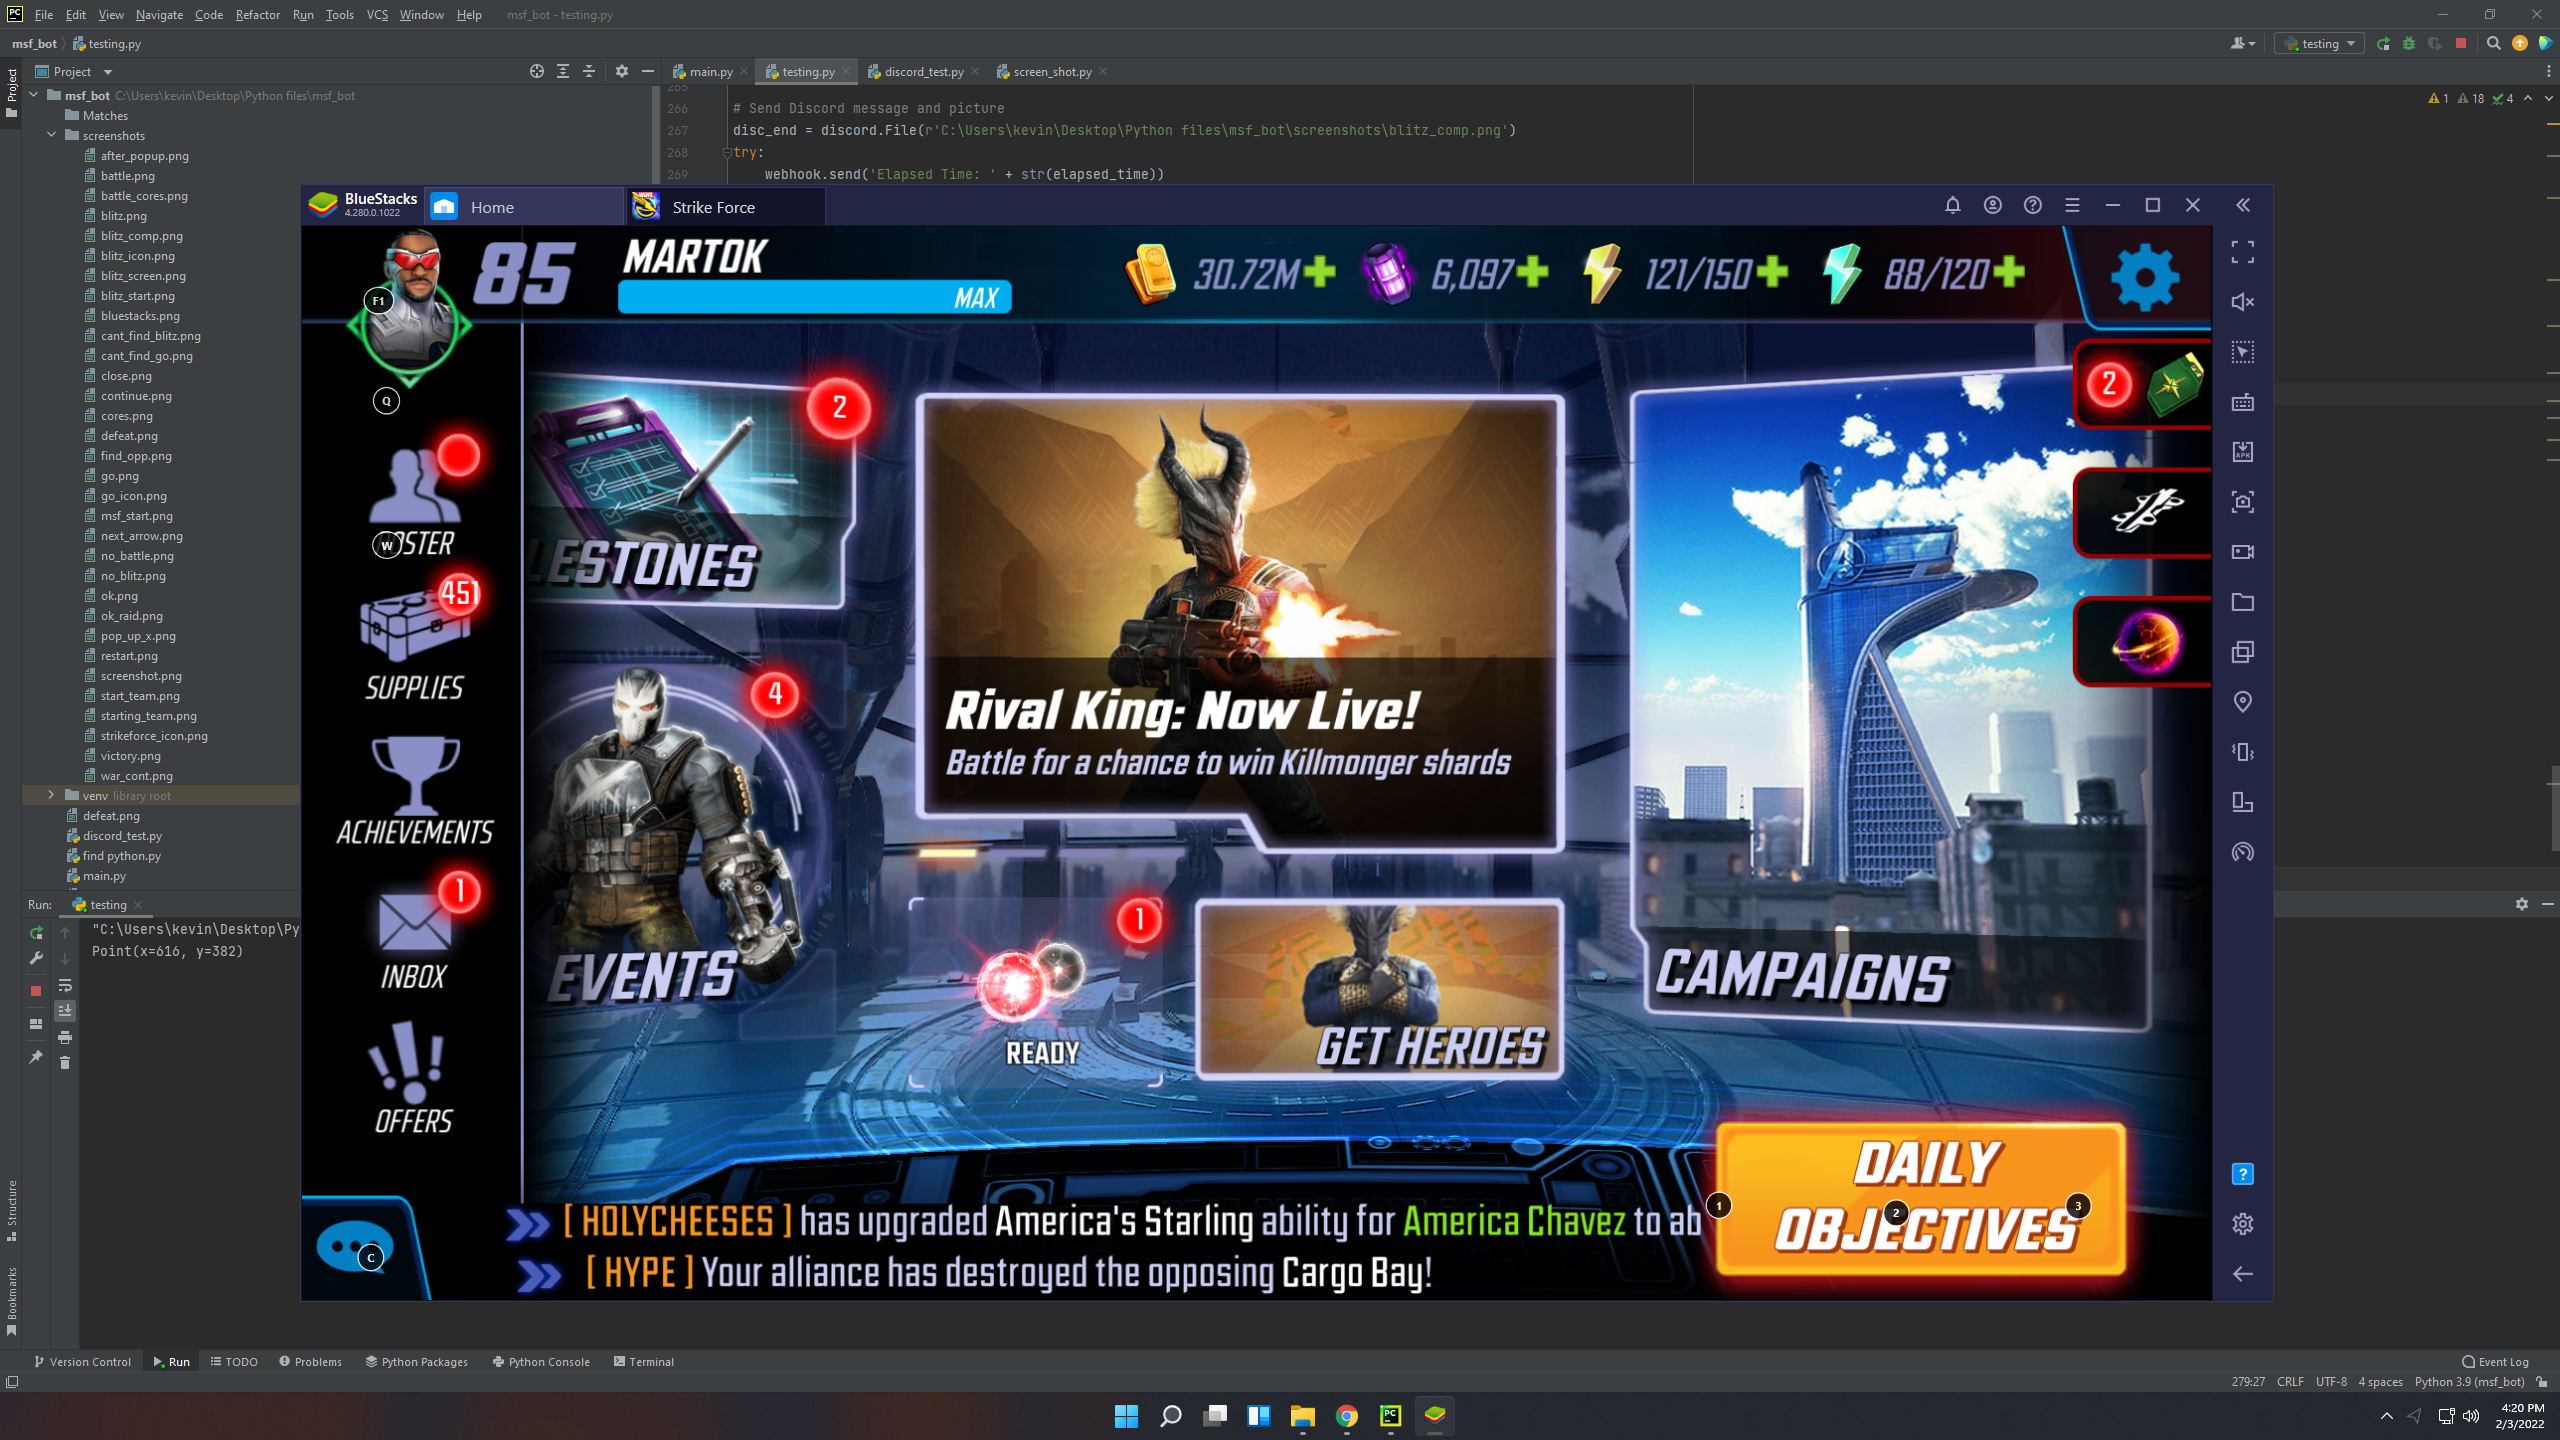 File Edit View Navigate Code Refactor Run Tools VCS Window Help msf_bot - testing.py
msf_bot testing.py
testing
Project
main.py testing.py discord_test.py screen_shot.py
Project
msf_bot C:\Users\kevin\Desktop\Python files\msf_bot
Matches
screenshots
after_popup.png
battle.png
battle_cores.png
blitz.png
blitz_comp.png
blitz_icon.png
blitz_screen.png
blitz_start.png
bluestacks.png
cant_find_blitz.png
cant_find_go.png
close.png
continue.png
cores.png
defeat.png
find_opp.png
go.png
go_icon.png
msf_start.png
next_arrow.png
no_battle.png
no_blitz.png
ok.png
ok_raid.png
pop_up_x.png
restart.png
screenshot.png
start_team.png
starting_team.png
strikeforce_icon.png
victory.png
war_cont.png
venv library root
defeat.png
discord_test.py
find python.py
main.py
265
266 # Send Discord message and picture
267 disc_end = discord.File(r'C:\Users\kevin\Desktop\Python files\msf_bot\screenshots\blitz_comp.png')
268 try:
269 webhook.send('Elapsed Time: ' + str(elapsed_time))
1 18 4
BlueStacks
4.280.0.1022
Home
Strike Force
85
MARTOK
MAX
30.72M
6,097
121/150
88/120
F1
Q
W
OSTER
451
SUPPLIES
ACHIEVEMENTS
1
INBOX
OFFERS
C
2
LESTONES
4
EVENTS
Rival King: Now Live!
Battle for a chance to win Killmonger shards
1
READY
GET HEROES
2
CAMPAIGNS
DAILY
OBJECTIVES
1
2
3
[ HOLYCHEESES ] has upgraded America's Starling ability for America Chavez to ab
[ HYPE ] Your alliance has destroyed the opposing Cargo Bay!
Run: testing
"C:\Users\kevin\Desktop\Py
Point(x=616, y=382)
Structure
Bookmarks
Version Control Run TODO Problems Python Packages Python Console Terminal
Event Log
279:27 CRLF UTF-8 4 spaces Python 3.9 (msf_bot)
4:20 PM
2/3/2022